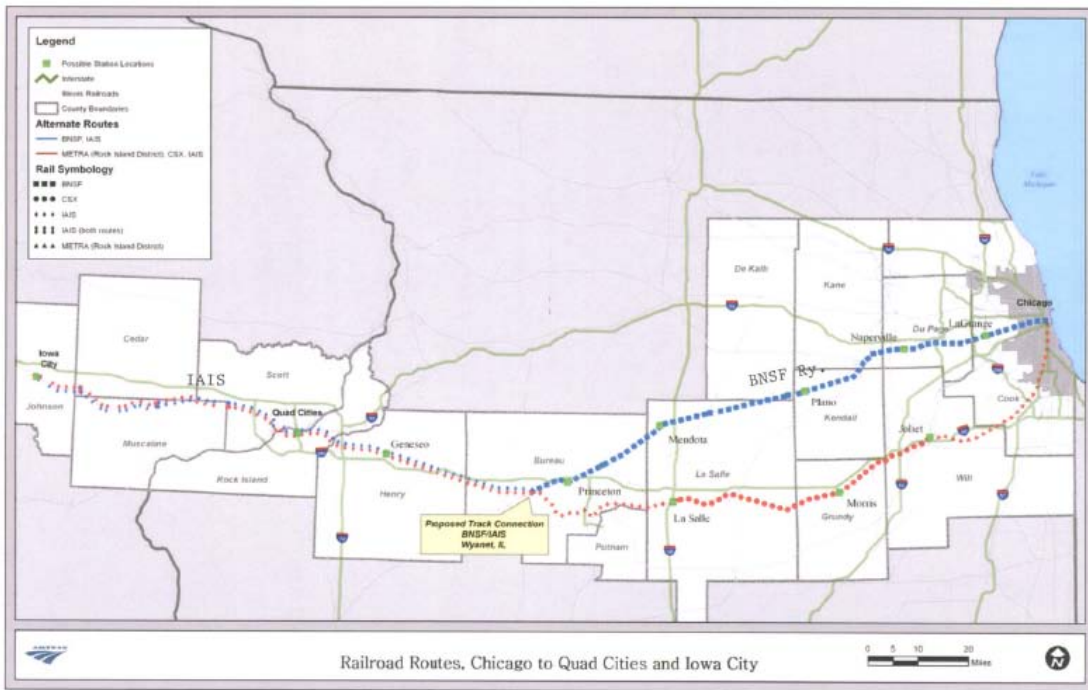 Legend
Possible Station Locations
Interstate
Illinois Railroads
County Boundaries
Alternate Routes
BNSF, IAIS
METRA (Rock Island District), CSX, IAIS
Rail Symbology
BNSF
CSX
IAIS
IAIS (both routes)
METRA (Rock Island District)
Lake
Michigan
De Kalb
Kane
Chicago
Du Page
LaGrange
Naperville
Cedar
Iowa
City
Scott
IAIS
BNSF Ry.
Plano
Kendall
Cook
Johnson
Quad Cities
Muscatine
Geneseo
Mendota
Joliet
Bureau
La Salle
Will
Rock Island
Henry
Princeton
La Salle
Morris
Grundy
Proposed Track Connection
BNSF/IAIS
Wyanet, IL
Putnam
AMTRAK
Railroad Routes, Chicago to Quad Cities and Iowa City
0 5 10 20
Miles
N